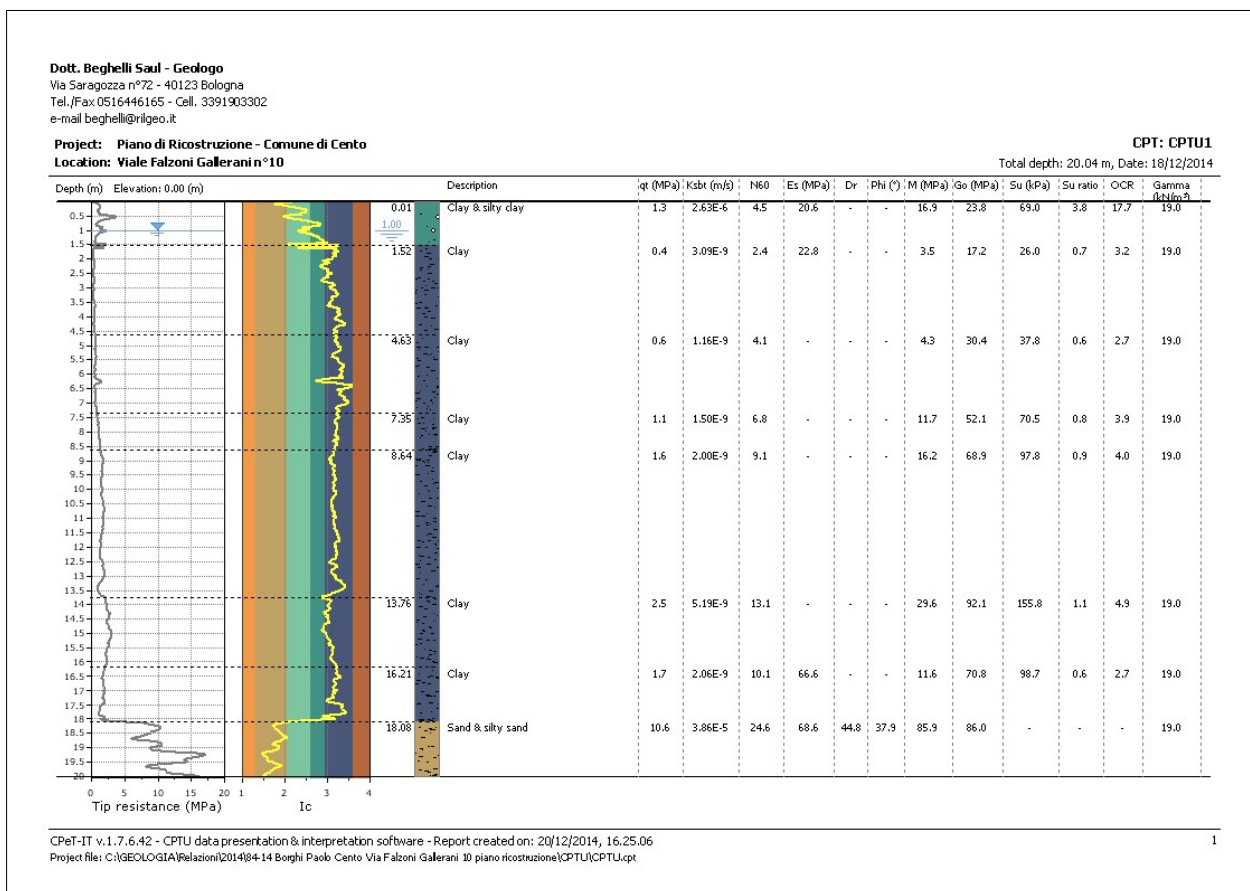 Dott. Beghelli Saul - Geologo
Via Saragozza n°72 - 40123 Bologna
Tel./Fax 0516446165 - Cell. 3391903302
e-mail beghelli@rilgeo.it
Project: Piano di Ricostruzione - Comune di Cento
CPT: CPTU1
Location: Viale Falzoni Gallerani n°10
Total depth: 20.04 m, Date: 18/12/2014
Depth (m) Elevation: 0.00 (m) Description qt (MPa) Ksbt (m/s) N60 Es (MPa) Dr Phi (°) M (MPa) Go (MPa) Su (kPa) Su ratio OCR Gamma (kN/m³)
0.01 Clay & silty clay 1.3 2.63E-6 4.5 20.6 - - 16.9 23.8 69.0 3.8 17.7 19.0
0.5
1 1.00
1.5
1.52 Clay 0.4 3.09E-9 2.4 22.8 - - 3.5 17.2 26.0 0.7 3.2 19.0
2
2.5
3
3.5
4
4.5
4.63 Clay 0.6 1.16E-9 4.1 - - - 4.3 30.4 37.8 0.6 2.7 19.0
5
5.5
6
6.5
7
7.35 Clay 1.1 1.50E-9 6.8 - - - 11.7 52.1 70.5 0.8 3.9 19.0
7.5
8
8.5
8.64 Clay 1.6 2.00E-9 9.1 - - - 16.2 68.9 97.8 0.9 4.0 19.0
9
9.5
10
10.5
11
11.5
12
12.5
13
13.5
13.76 Clay 2.5 5.19E-9 13.1 - - - 29.6 92.1 155.8 1.1 4.9 19.0
14
14.5
15
15.5
16
16.21 Clay 1.7 2.06E-9 10.1 66.6 - - 11.6 70.8 98.7 0.6 2.7 19.0
16.5
17
17.5
18
18.08 Sand & silty sand 10.6 3.86E-5 24.6 68.6 44.8 37.9 85.9 86.0 - - - 19.0
18.5
19
19.5
20
0 5 10 15 20 1 2 3 4
Tip resistance (MPa) Ic
CPeT-IT v.1.7.6.42 - CPTU data presentation & interpretation software - Report created on: 20/12/2014, 16.25.06
1
Project file: C:\GEOLOGIA\Relazioni\2014\84-14 Borghi Paolo Cento Via Falzoni Gallerani 10 piano ricostruzione\CPTU\CPTU.cpt